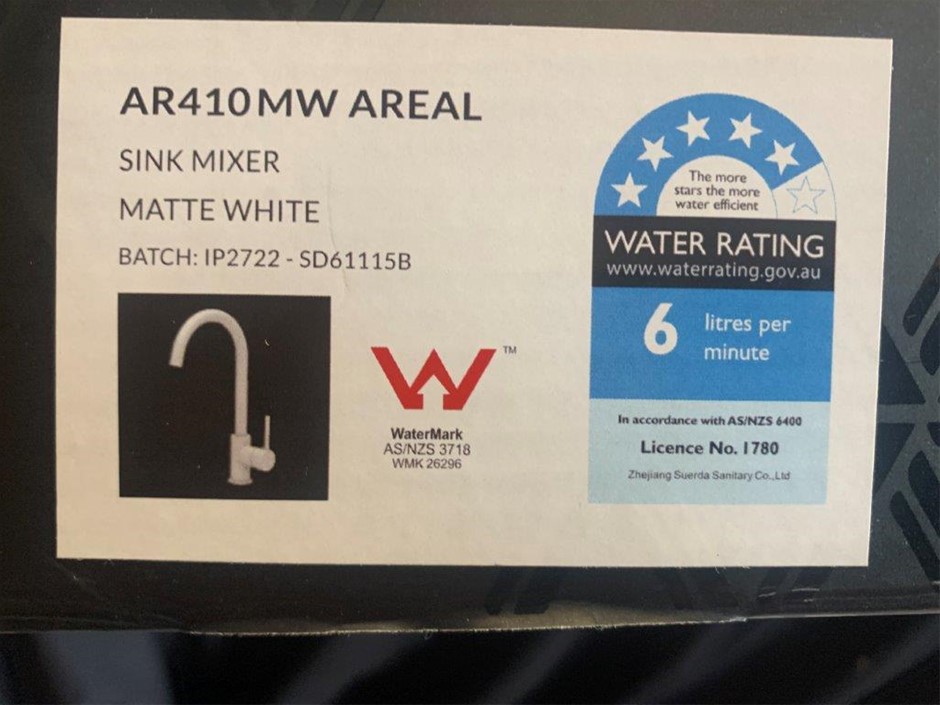 AR410MW AREAL
SINK MIXER
MATTE WHITE
BATCH: IP2722 - SD61115B
WaterMark
TM
AS/NZS 3718
WMK 26296
The more
stars the more
water efficient
WATER RATING
www.waterrating.gov.au
6 litres per
minute
In accordance with AS/NZS 6400
Licence No. 1780
Zhejiang Suerda Sanitary Co.,Ltd